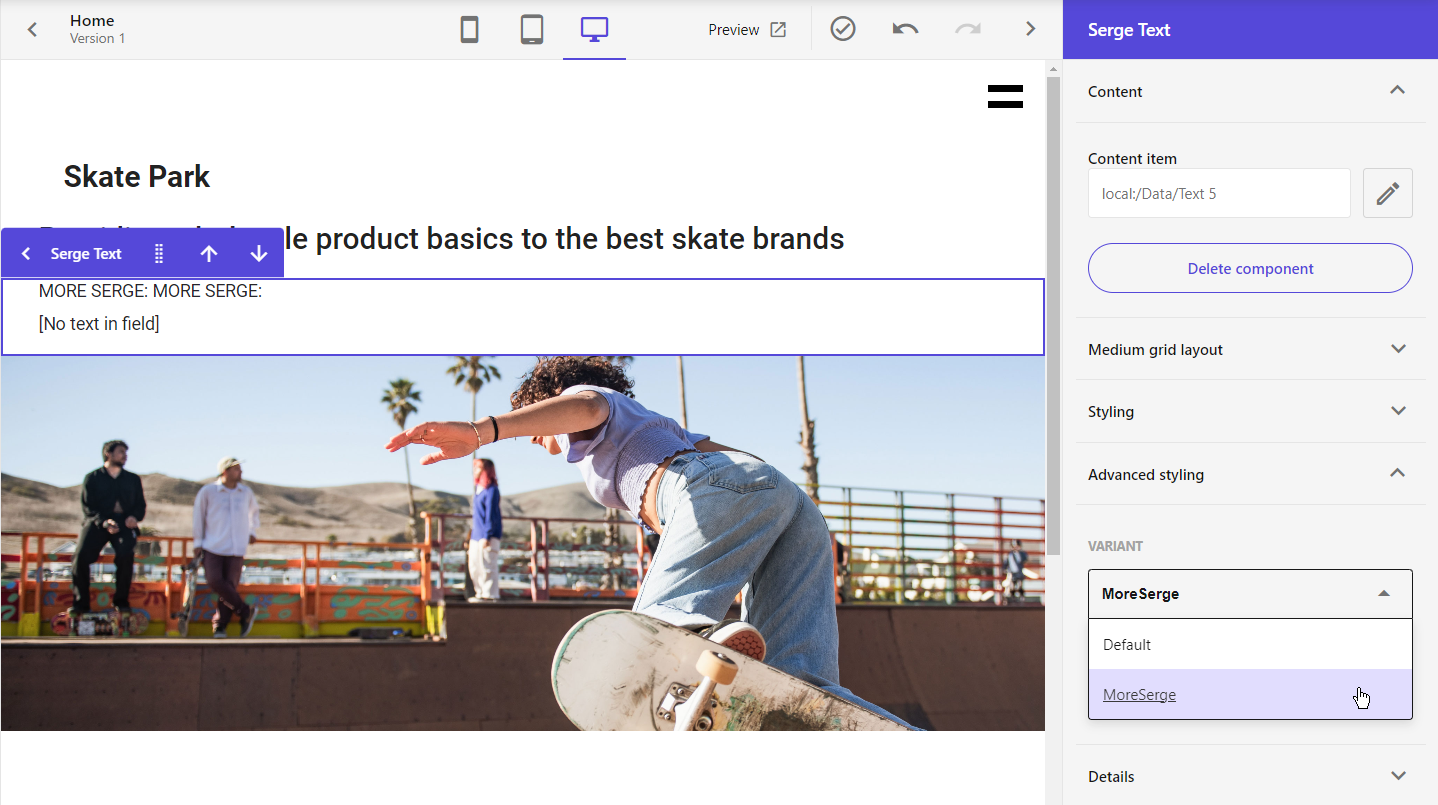 Home
Version 1
Preview
Skate Park
le product basics to the best skate brands
Serge Text
MORE SERGE: MORE SERGE:
[No text in field]
Serge Text
Content
Content item
local:/Data/Text 5
Delete component
Medium grid layout
Styling
Advanced styling
VARIANT
MoreSerge
Default
MoreSerge
Details